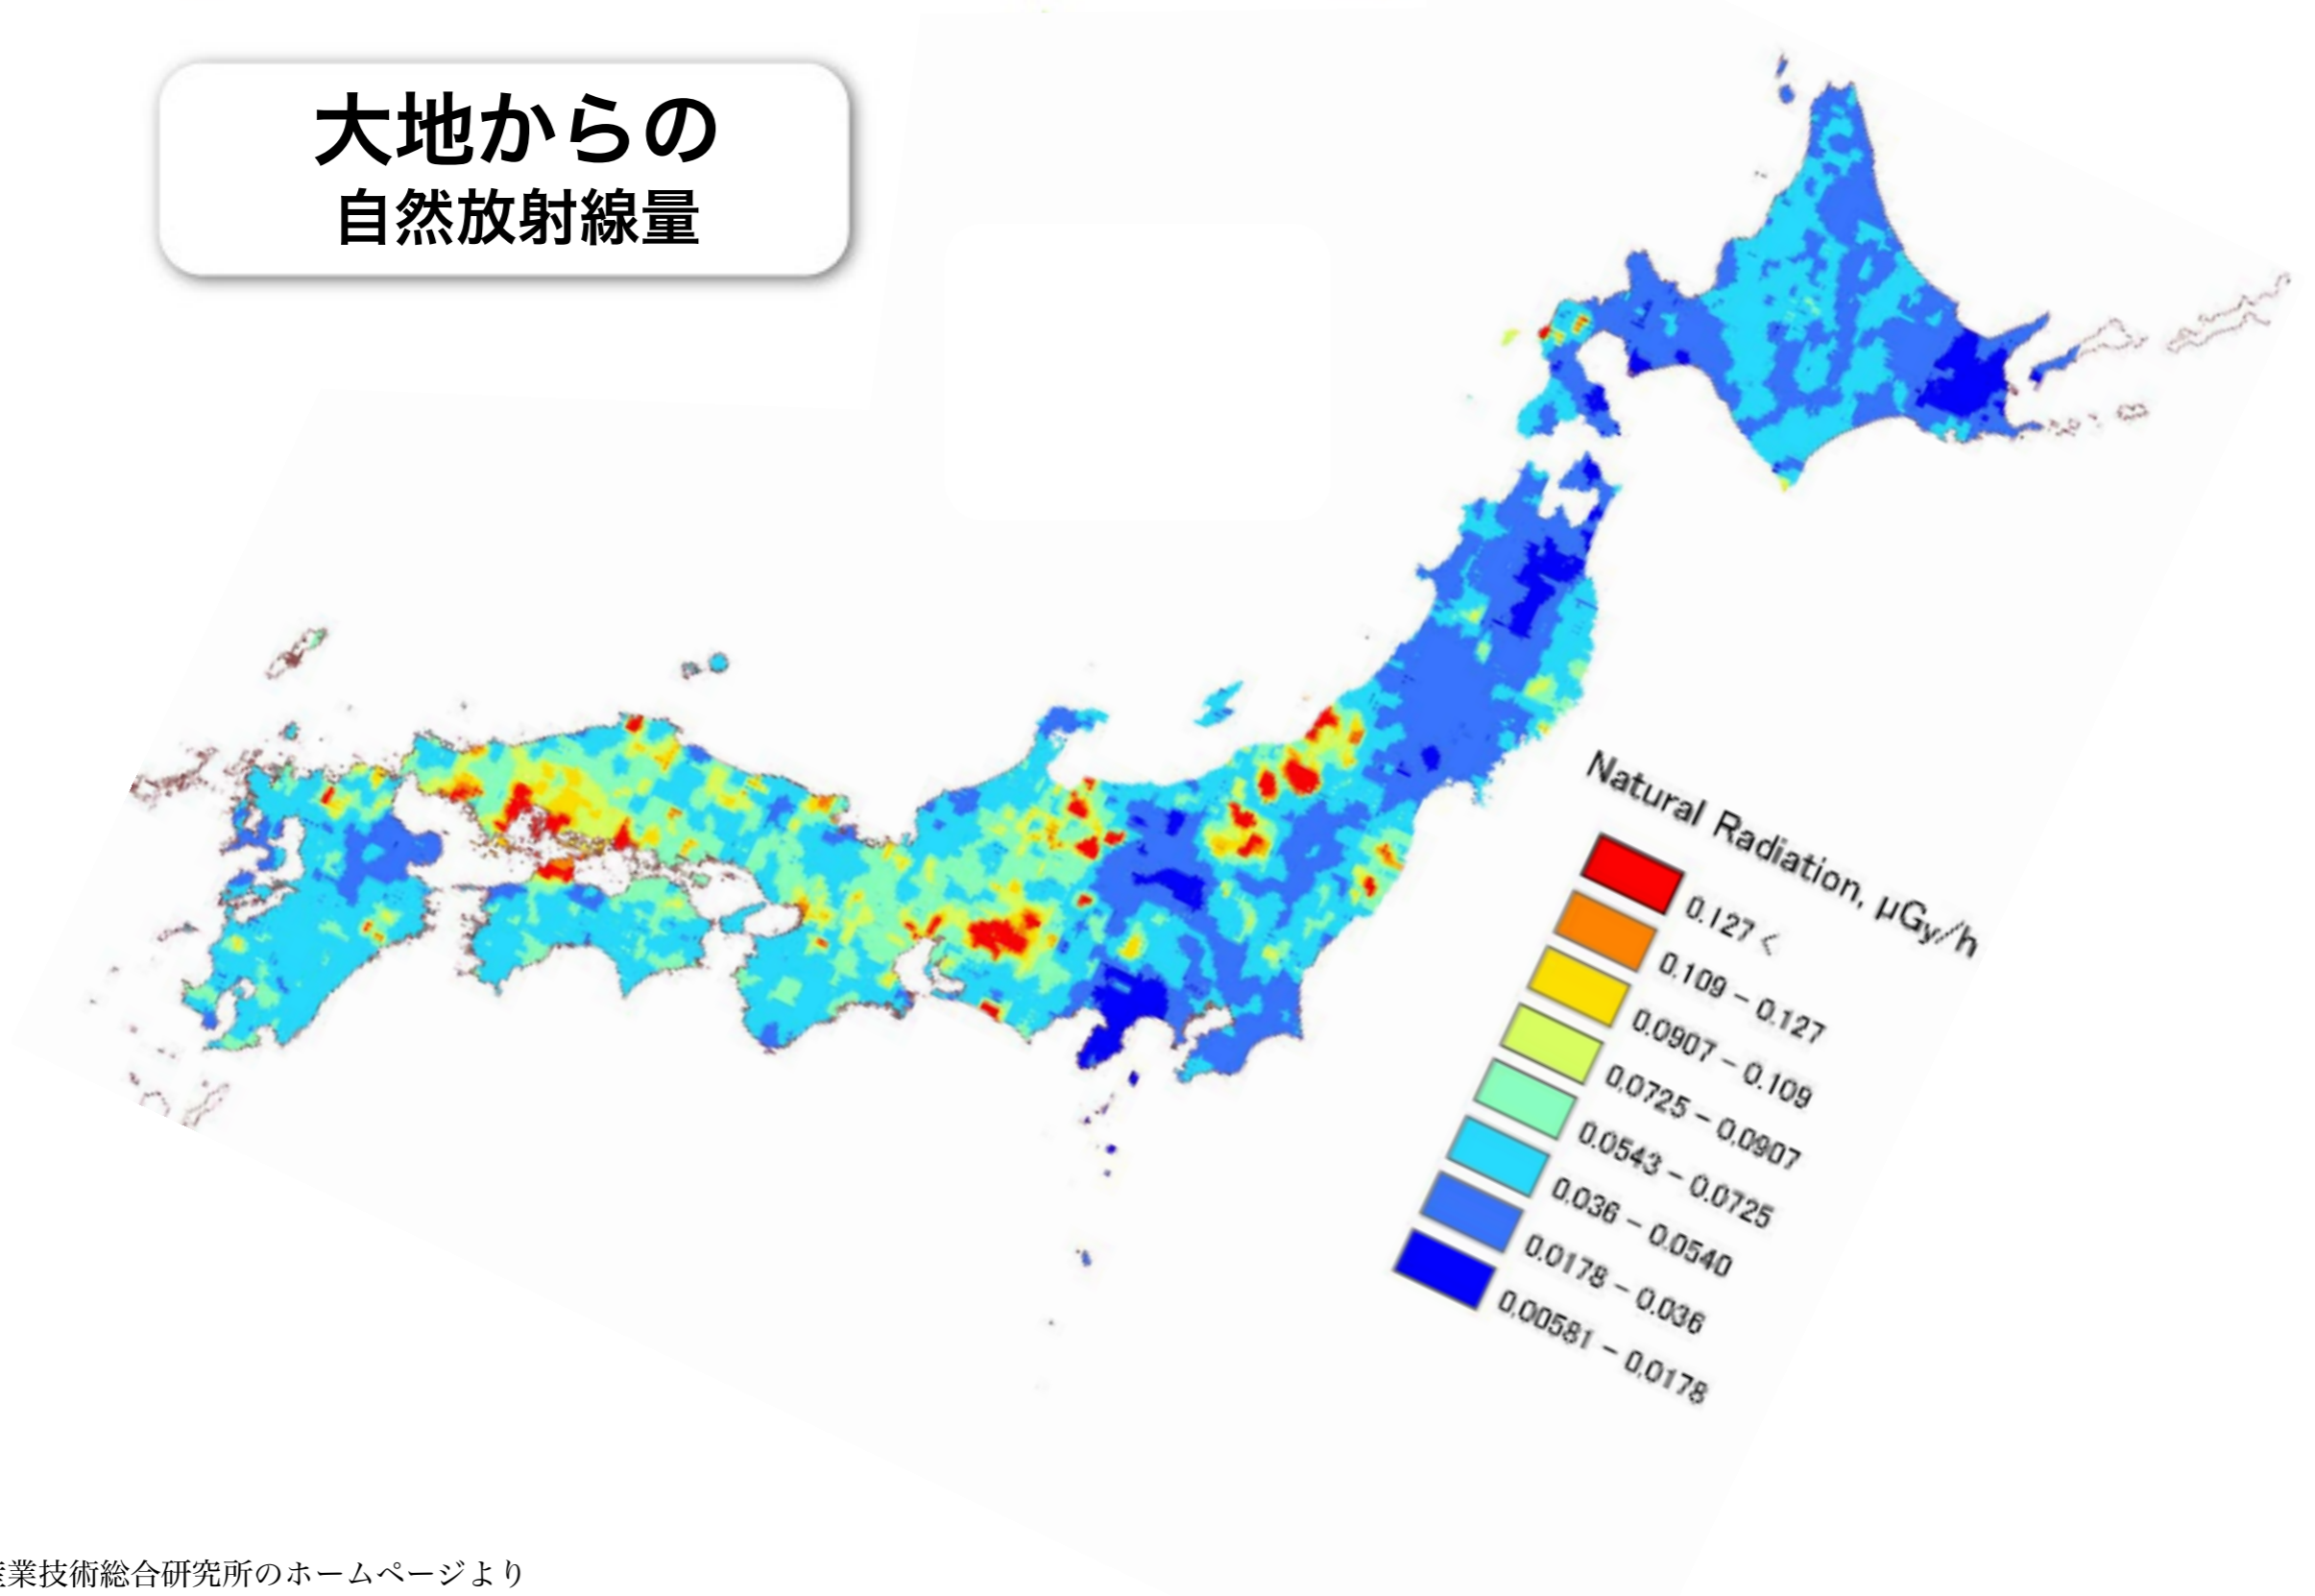 大地からの
自然放射線量
Natural Radiation, μGy/h
0.127 <
0.109 - 0.127
0.0907 - 0.109
0.0725 - 0.0907
0.0543 - 0.0725
0.036 - 0.0540
0.0178 - 0.036
0.00581 - 0.0178
産業技術総合研究所のホームページより